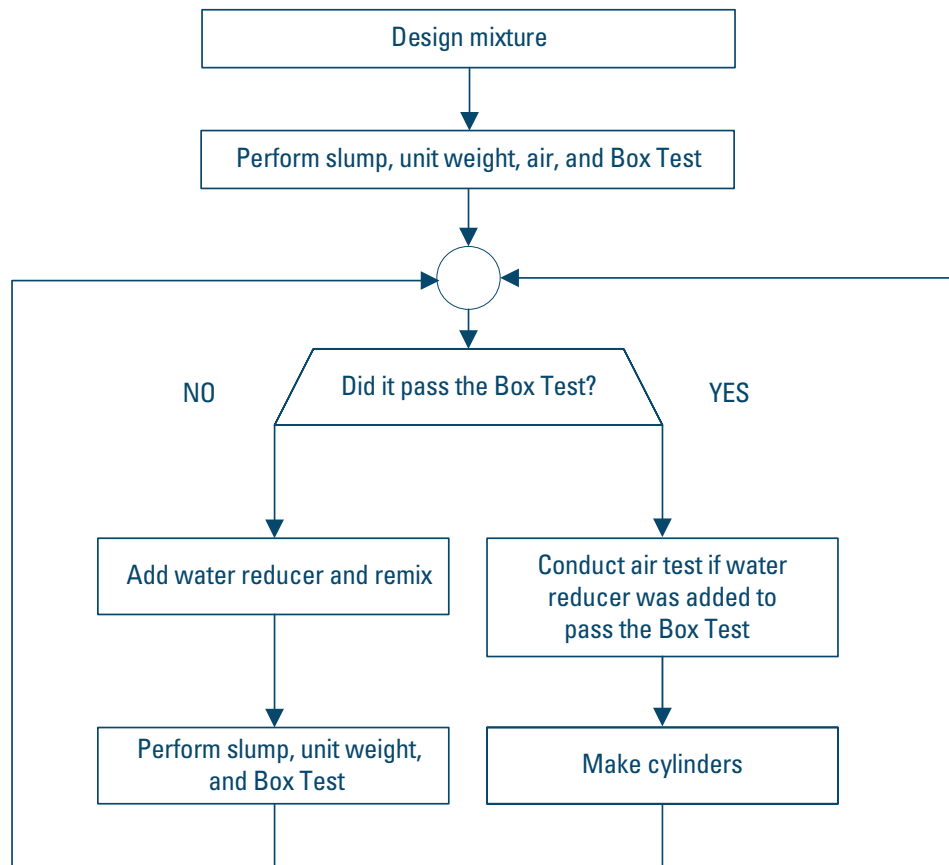 Design mixture
Perform slump, unit weight, air, and Box Test
Did it pass the Box Test?
NO
YES
Add water reducer and remix
Conduct air test if water
reducer was added to
pass the Box Test
Perform slump, unit weight,
and Box Test
Make cylinders